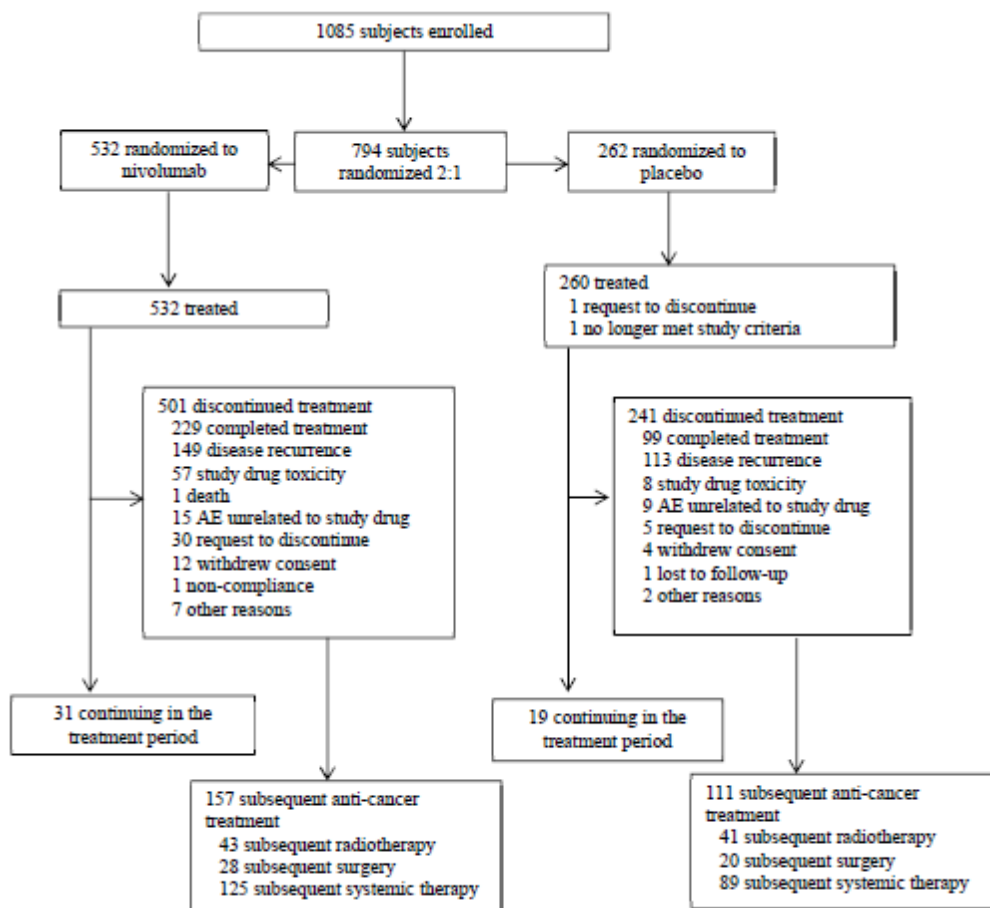 1085 subjects enrolled
532 randomized to
nivolumab
794 subjects
randomized 2:1
262 randomized to
placebo
532 treated
260 treated
1 request to discontinue
1 no longer met study criteria
501 discontinued treatment
229 completed treatment
149 disease recurrence
57 study drug toxicity
1 death
15 AE unrelated to study drug
30 request to discontinue
12 withdrew consent
1 non-compliance
7 other reasons
241 discontinued treatment
99 completed treatment
113 disease recurrence
8 study drug toxicity
9 AE unrelated to study drug
5 request to discontinue
4 withdrew consent
1 lost to follow-up
2 other reasons
31 continuing in the
treatment period
19 continuing in the
treatment period
157 subsequent anti-cancer
treatment
43 subsequent radiotherapy
28 subsequent surgery
125 subsequent systemic therapy
111 subsequent anti-cancer
treatment
41 subsequent radiotherapy
20 subsequent surgery
89 subsequent systemic therapy